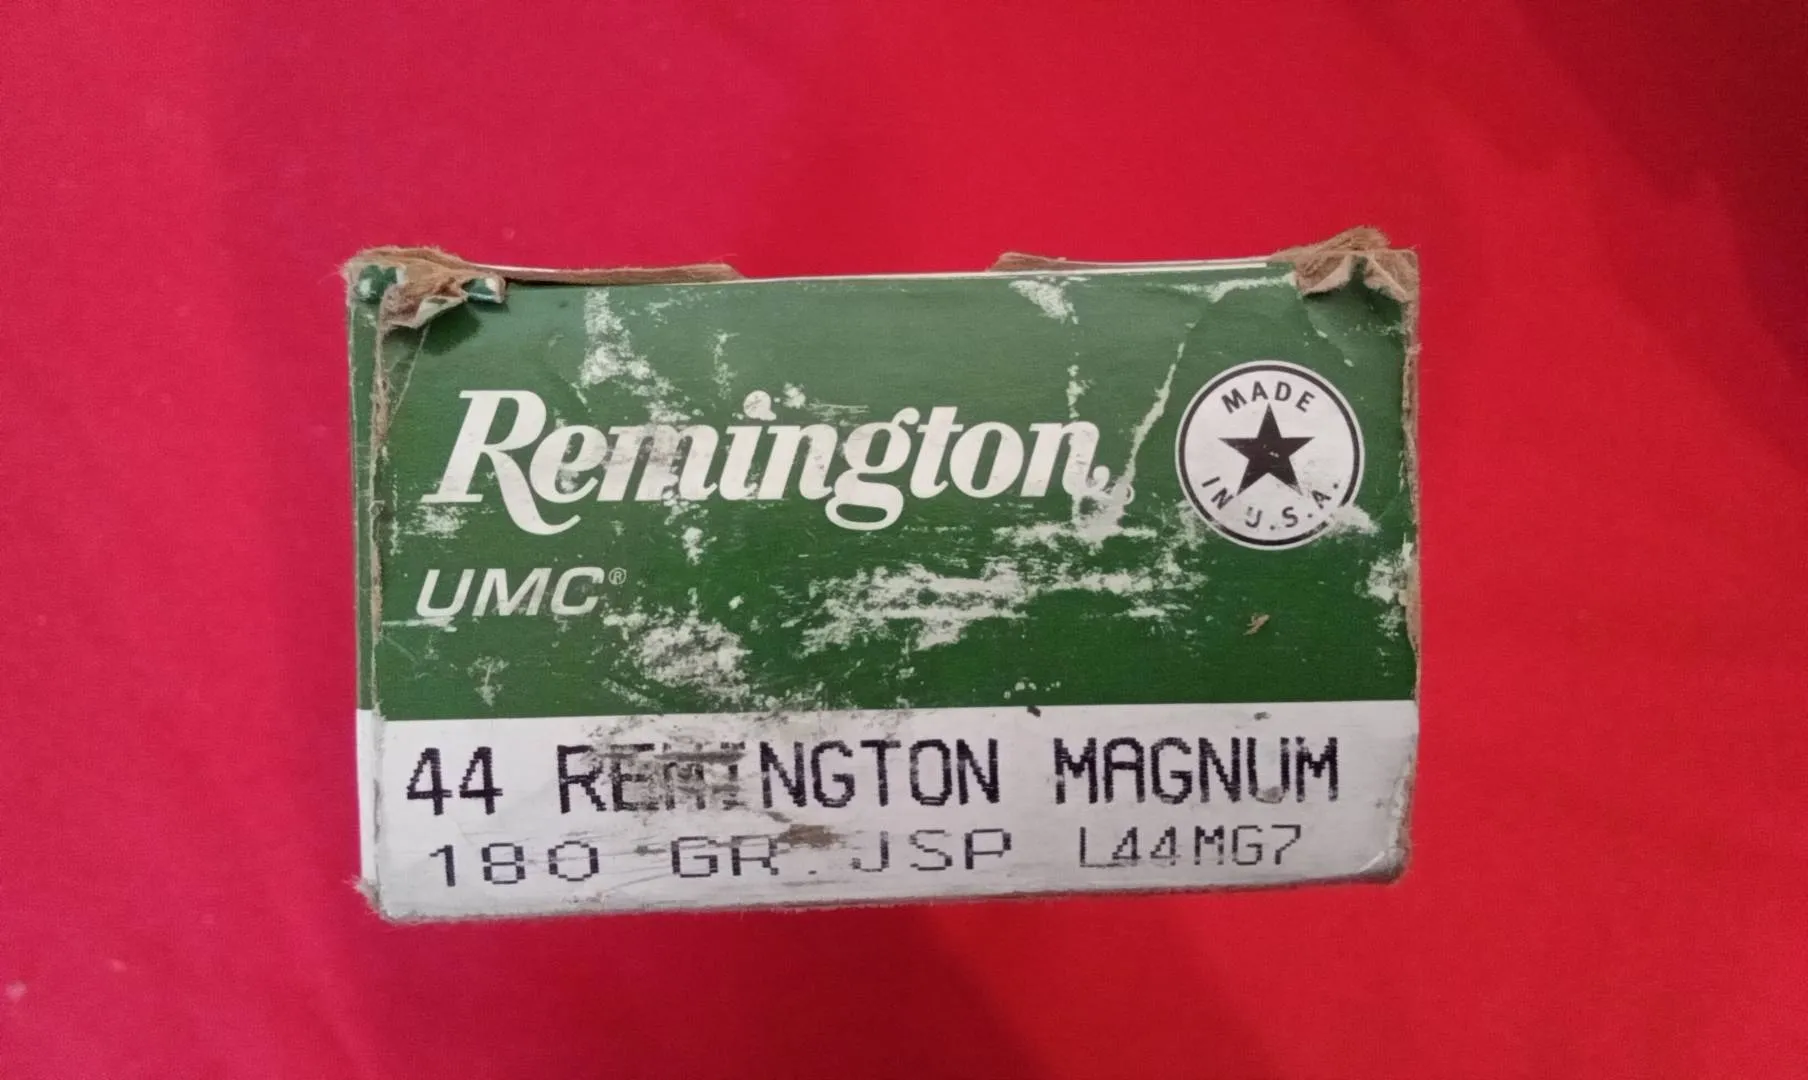 Remington
MADE
IN U.S.A.
UMC®
44 REMINGTON MAGNUM
180 GR. JSP L44MG7